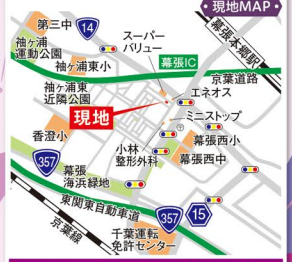 現地MAP
第三中
14
スーパー
バリュー
幕張本郷駅
袖ヶ浦
運動公園
袖ヶ浦東小
幕張IC
京葉道路
袖ヶ浦東
近隣公園
エネオス
現地
ミニストップ
香澄小
小林
整形外科
幕張西小
357
幕張
海浜緑地
幕張西中
東関東自動車道
357
15
京葉線
千葉運転
免許センター